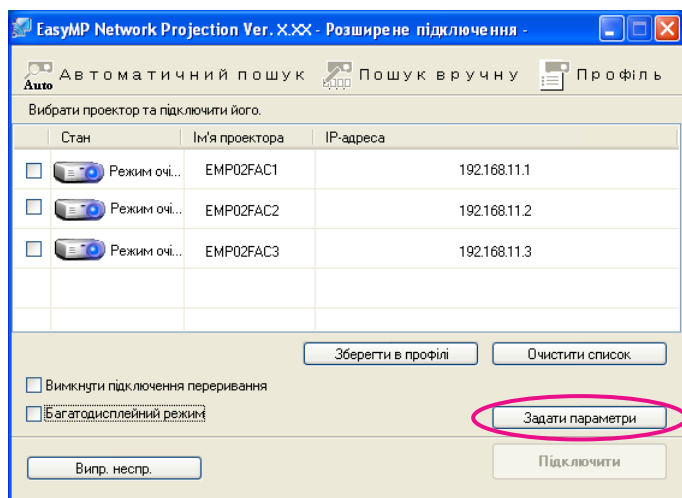 EasyMP Network Projection Ver. X.XX - Розширене підключення -
Auto Автоматичний пошук Пошук вручну Профіль
Вибрати проектор та підключити його.
Стан Ім'я проектора IP-адреса
Режим очі... EMP02FAC1 192.168.11.1
Режим очі... EMP02FAC2 192.168.11.2
Режим очі... EMP02FAC3 192.168.11.3
Зберегти в профілі Очистити список
Вимкнути підключення переривання
Багатодисплейний режим Задати параметри
Випр. неспр. Підключити